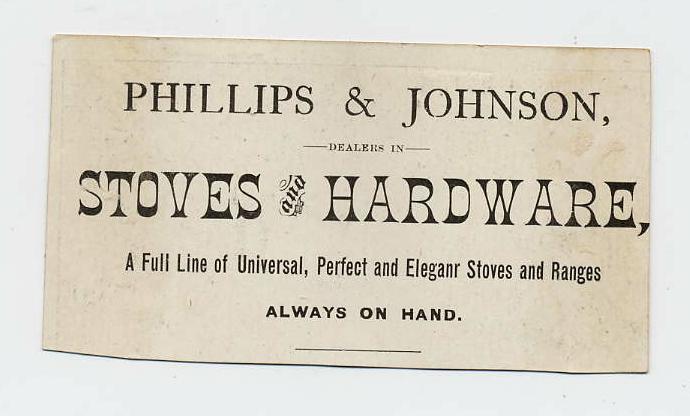 PHILLIPS & JOHNSON,
DEALERS IN
STOVES and HARDWARE,
A Full Line of Universal, Perfect and Eleganr Stoves and Ranges
ALWAYS ON HAND.